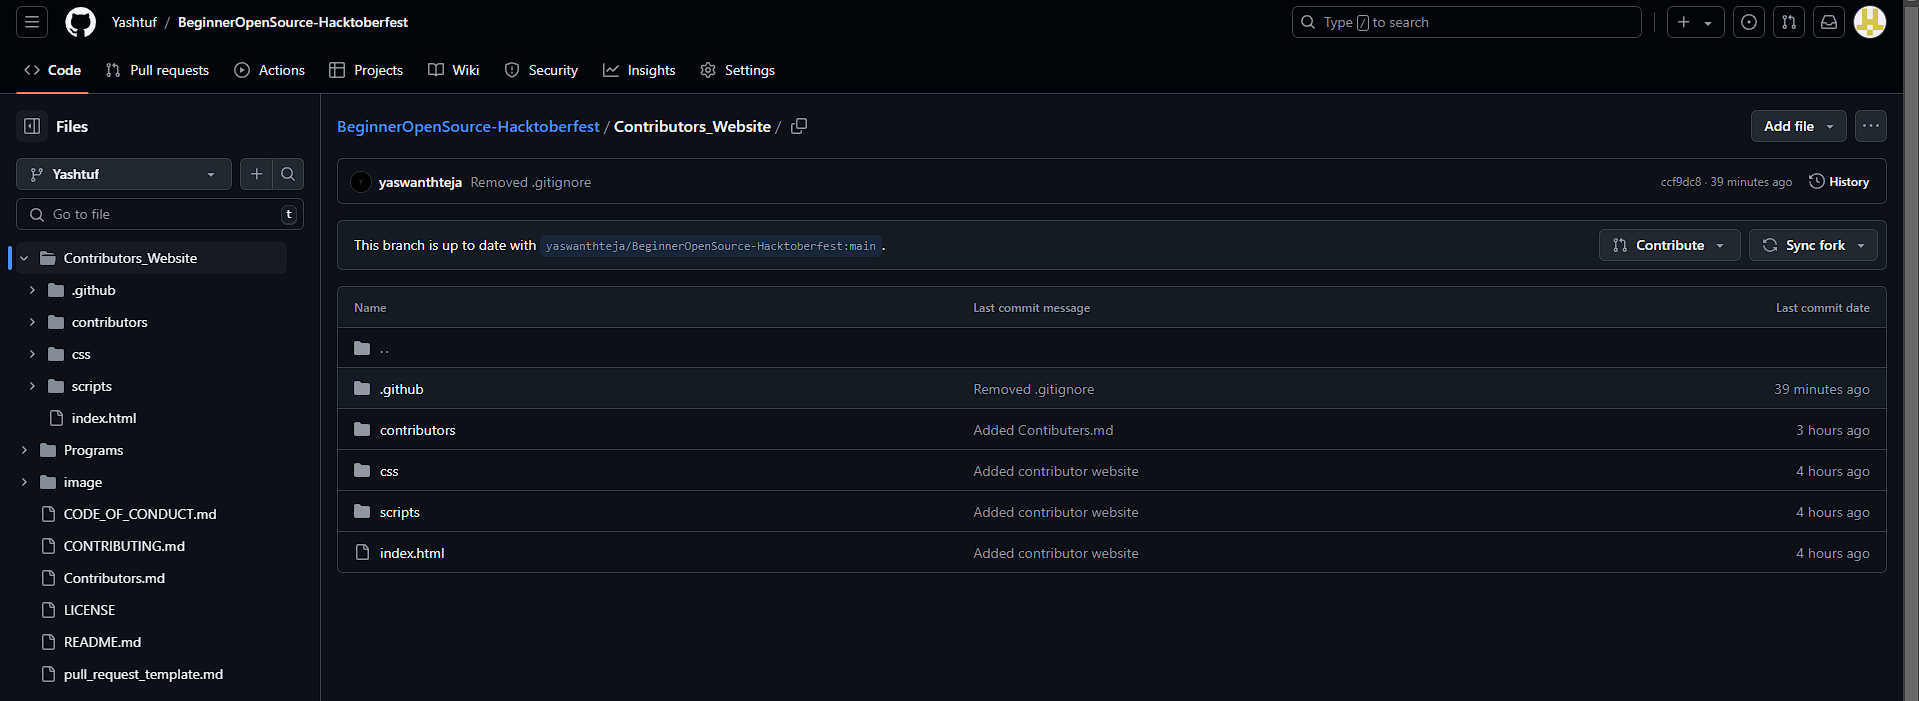 Yashtuf / BeginnerOpenSource-Hacktoberfest Type / to search
Code Pull requests Actions Projects Wiki Security Insights Settings
Files
BeginnerOpenSource-Hacktoberfest / Contributors_Website / Add file
Yashtuf
yaswanthteja Removed .gitignore ccf9dc8 · 39 minutes ago History
Go to file t
This branch is up to date with yaswanthteja/BeginnerOpenSource-Hacktoberfest:main . Contribute Sync fork
Contributors_Website
.github
contributors
css
scripts
index.html
Programs
image
CODE_OF_CONDUCT.md
CONTRIBUTING.md
Contributors.md
LICENSE
README.md
pull_request_template.md
Name Last commit message Last commit date
..
.github Removed .gitignore 39 minutes ago
contributors Added Contibuters.md 3 hours ago
css Added contributor website 4 hours ago
scripts Added contributor website 4 hours ago
index.html Added contributor website 4 hours ago